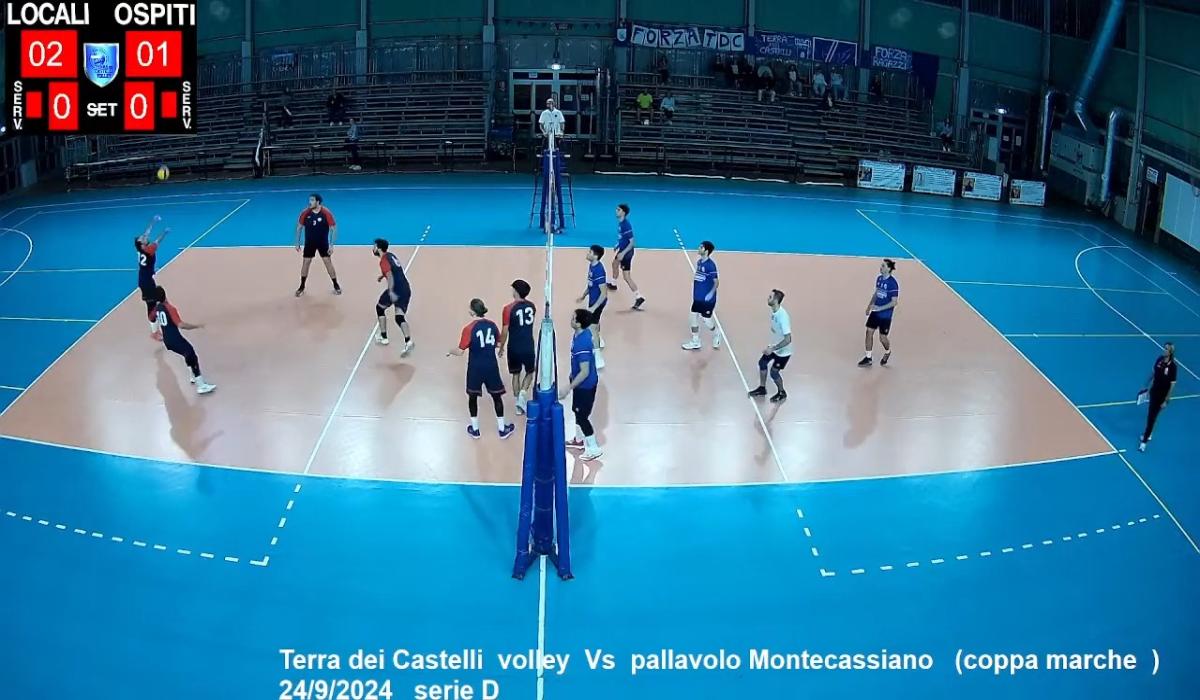 LOCALI OSPITI
02 01
SERV. 0 SET 0 SERV.
FORZA TDC
TERRA
CASTELLI
FORZA
RAGAZZI
12
10
14
13
Terra dei Castelli volley Vs pallavolo Montecassiano (coppa marche )
24/9/2024 serie D